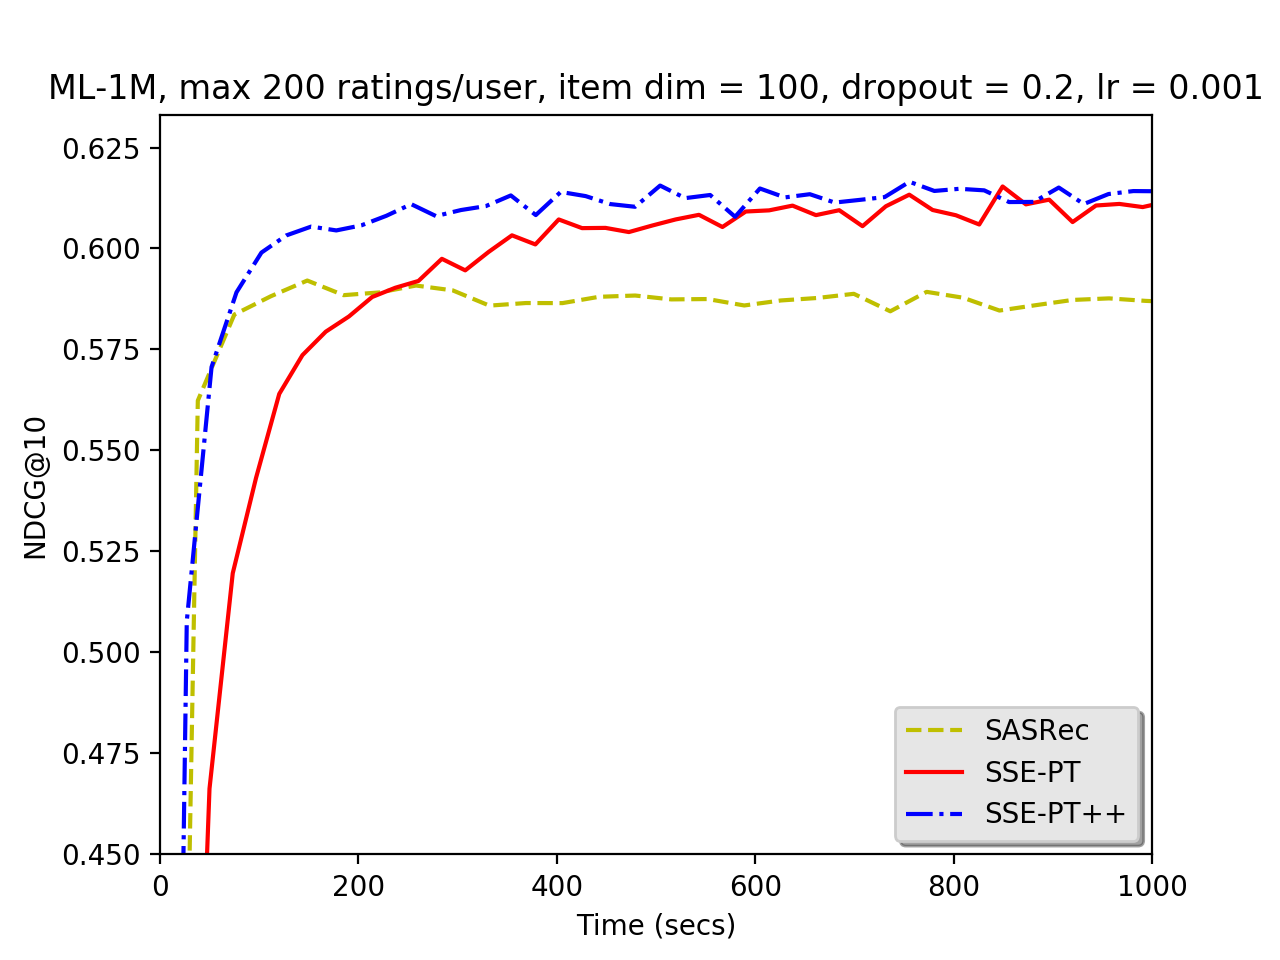 ML-1M, max 200 ratings/user, item dim = 100, dropout = 0.2, lr = 0.001
0.625
0.600
0.575
0.550
0.525
0.500
0.475
0.450
NDCG@10
SASRec
SSE-PT
SSE-PT++
0 200 400 600 800 1000
Time (secs)